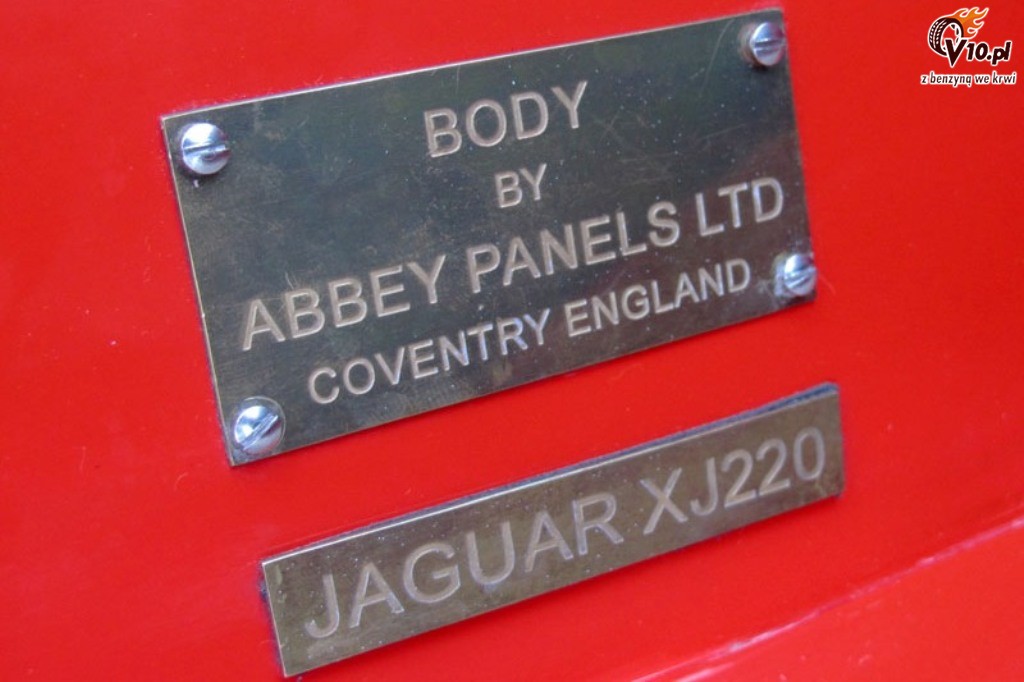 V10.pl
z benzyną we krwi
BODY
BY
ABBEY PANELS LTD
COVENTRY ENGLAND
JAGUAR XJ220